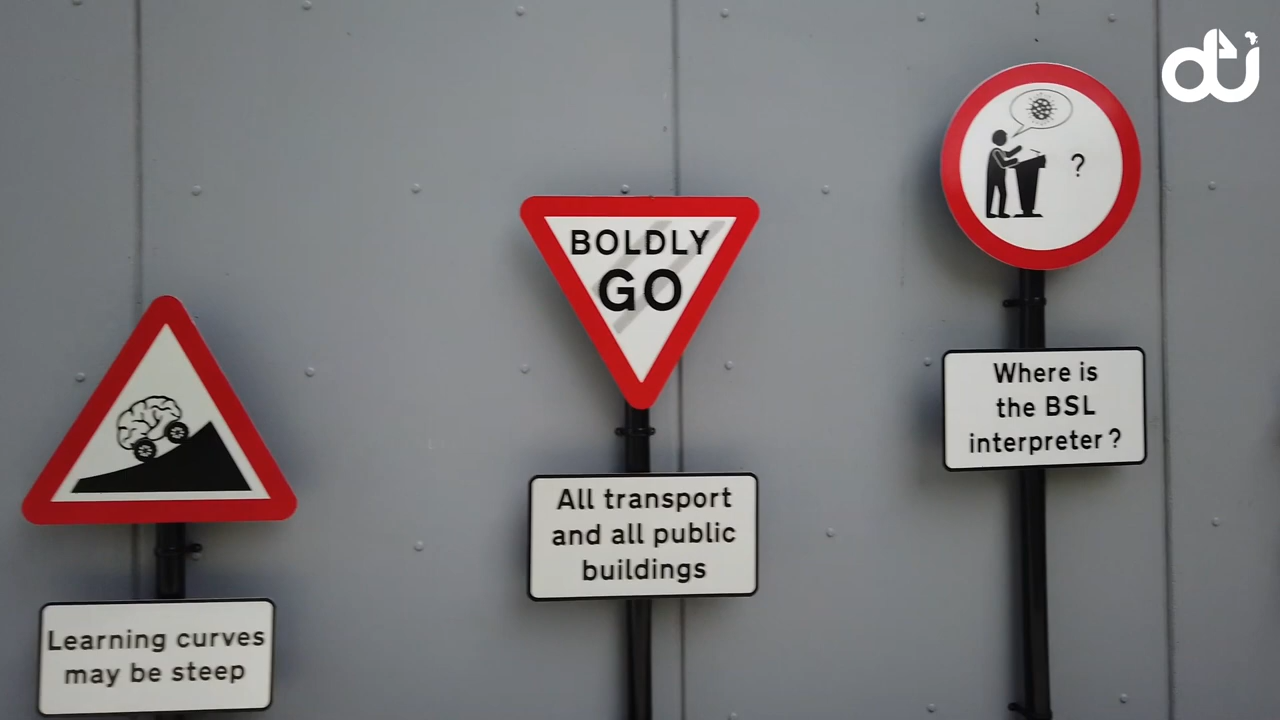 Learning curves
may be steep
BOLDLY
GO
All transport
and all public
buildings
?
Where is
the BSL
interpreter?